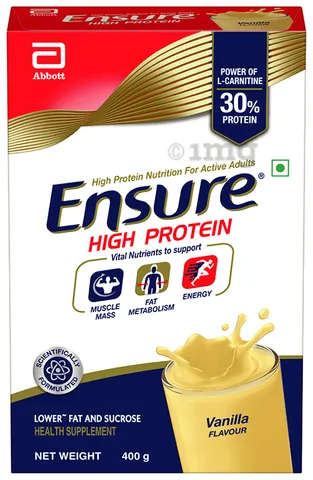 Abbott
POWER OF
L-CARNITINE
30%
PROTEIN
© 1mg
High Protein Nutrition For Active Adults
Ensure®
HIGH PROTEIN
Vital Nutrients to support
MUSCLE
MASS
FAT
METABOLISM
ENERGY
SCIENTIFICALLY
FORMULATED
LOWER™ FAT AND SUCROSE
HEALTH SUPPLEMENT
NET WEIGHT 400 g
Vanilla
FLAVOUR